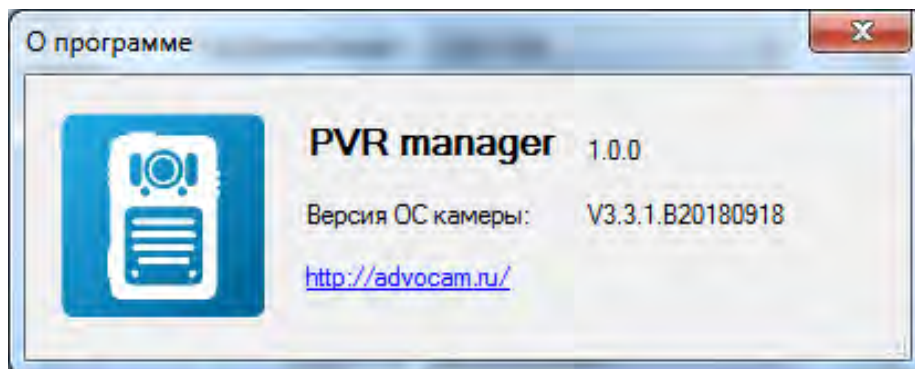 О программе
PVR manager 1.0.0
Версия ОС камеры: V3.3.1.B20180918
http://advocam.ru/